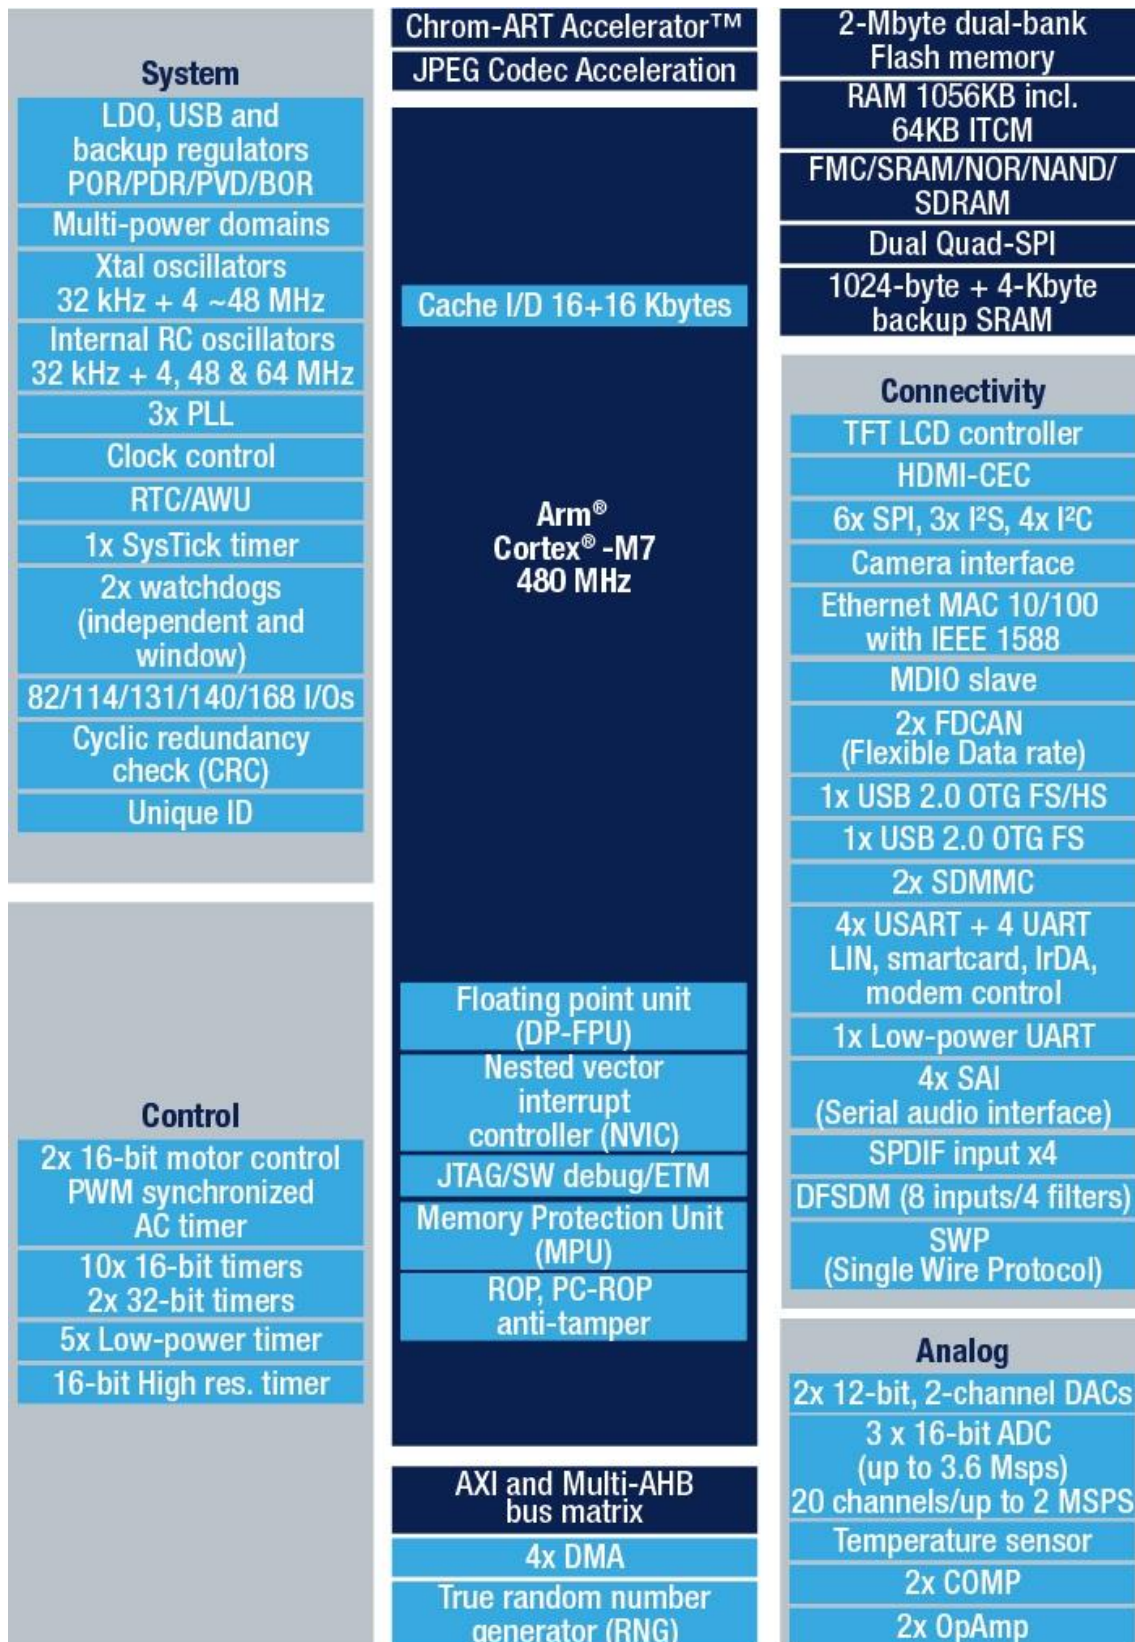 System
LDO, USB and
backup regulators
POR/PDR/PVD/BOR
Multi-power domains
Xtal oscillators
32 kHz + 4 ~48 MHz
Internal RC oscillators
32 kHz + 4, 48 & 64 MHz
3x PLL
Clock control
RTC/AWU
1x SysTick timer
2x watchdogs
(independent and
window)
82/114/131/140/168 I/Os
Cyclic redundancy
check (CRC)
Unique ID
Control
2x 16-bit motor control
PWM synchronized
AC timer
10x 16-bit timers
2x 32-bit timers
5x Low-power timer
16-bit High res. timer
Chrom-ART Accelerator™
JPEG Codec Acceleration
Cache I/D 16+16 Kbytes
Arm®
Cortex® -M7
480 MHz
Floating point unit
(DP-FPU)
Nested vector
interrupt
controller (NVIC)
JTAG/SW debug/ETM
Memory Protection Unit
(MPU)
ROP, PC-ROP
anti-tamper
AXI and Multi-AHB
bus matrix
4x DMA
True random number
generator (RNG)
2-Mbyte dual-bank
Flash memory
RAM 1056KB incl.
64KB ITCM
FMC/SRAM/NOR/NAND/
SDRAM
Dual Quad-SPI
1024-byte + 4-Kbyte
backup SRAM
Connectivity
TFT LCD controller
HDMI-CEC
6x SPI, 3x I²S, 4x I²C
Camera interface
Ethernet MAC 10/100
with IEEE 1588
MDIO slave
2x FDCAN
(Flexible Data rate)
1x USB 2.0 OTG FS/HS
1x USB 2.0 OTG FS
2x SDMMC
4x USART + 4 UART
LIN, smartcard, IrDA,
modem control
1x Low-power UART
4x SAI
(Serial audio interface)
SPDIF input x4
DFSDM (8 inputs/4 filters)
SWP
(Single Wire Protocol)
Analog
2x 12-bit, 2-channel DACs
3 x 16-bit ADC
(up to 3.6 Msps)
20 channels/up to 2 MSPS
Temperature sensor
2x COMP
2x OpAmp